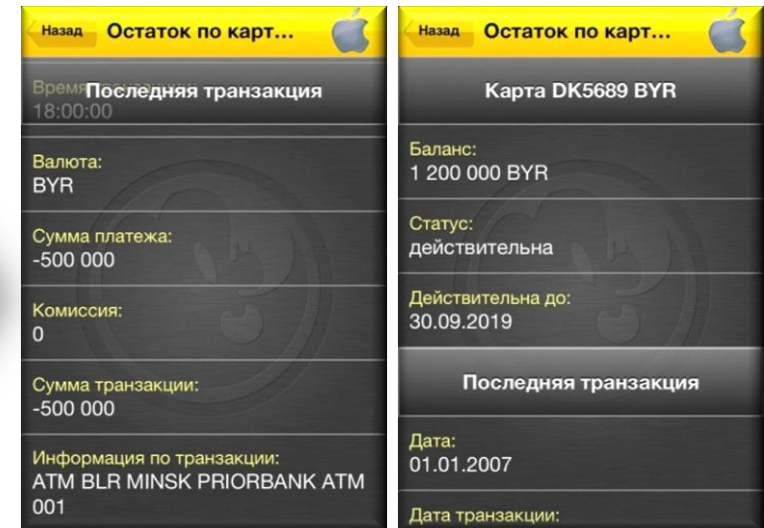 Назад
Остаток по карт...
Время транзакции:
Последняя транзакция
18:00:00
Валюта:
BYR
Сумма платежа:
-500 000
Комиссия:
0
Сумма транзакции:
-500 000
Информация по транзакции:
ATM BLR MINSK PRIORBANK ATM
001
Назад
Остаток по карт...
Карта DK5689 BYR
Баланс:
1 200 000 BYR
Статус:
действительна
Действительна до:
30.09.2019
Последняя транзакция
Дата:
01.01.2007
Дата транзакции: